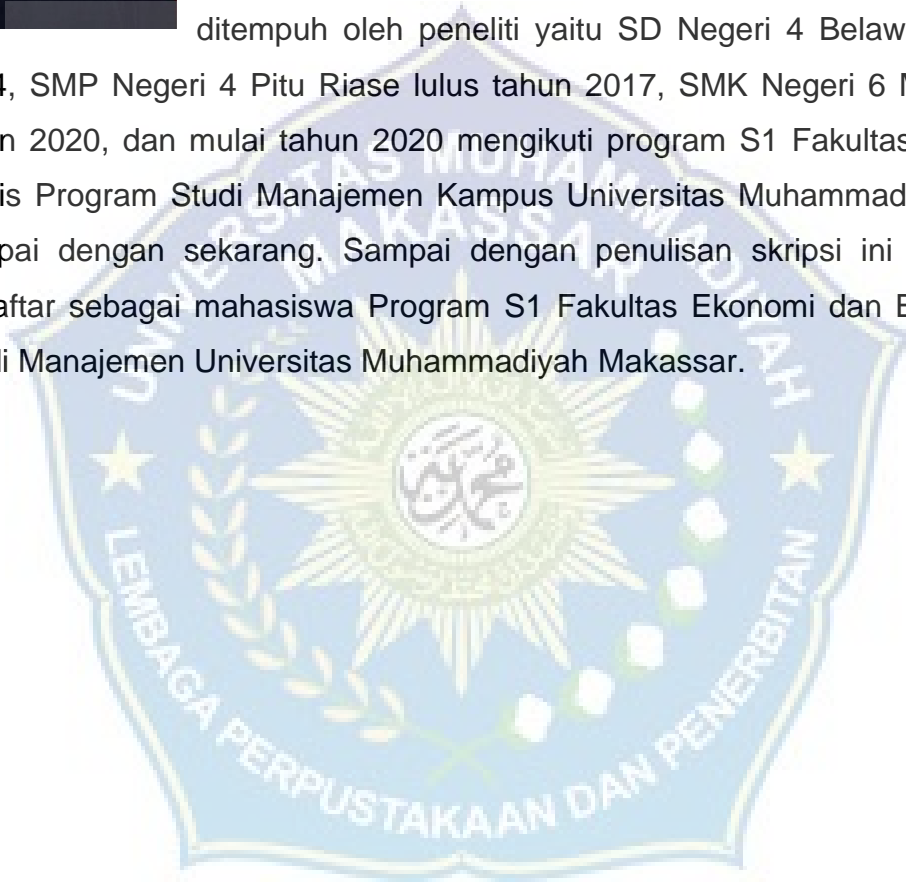 ditempuh oleh peneliti yaitu SD Negeri 4 Belaw
4, SMP Negeri 4 Pitu Riase lulus tahun 2017, SMK Negeri 6 M
n 2020, dan mulai tahun 2020 mengikuti program S1 Fakultas
is Program Studi Manajemen Kampus Universitas Muhammad
pai dengan sekarang. Sampai dengan penulisan skripsi ini
aftar sebagai mahasiswa Program S1 Fakultas Ekonomi dan B
di Manajemen Universitas Muhammadiyah Makassar.
UNIVERSITAS MUHAMMADIYAH
MAKASSAR
محمدية
LEMBAGA PERPUSTAKAAN DAN PENERBITAN